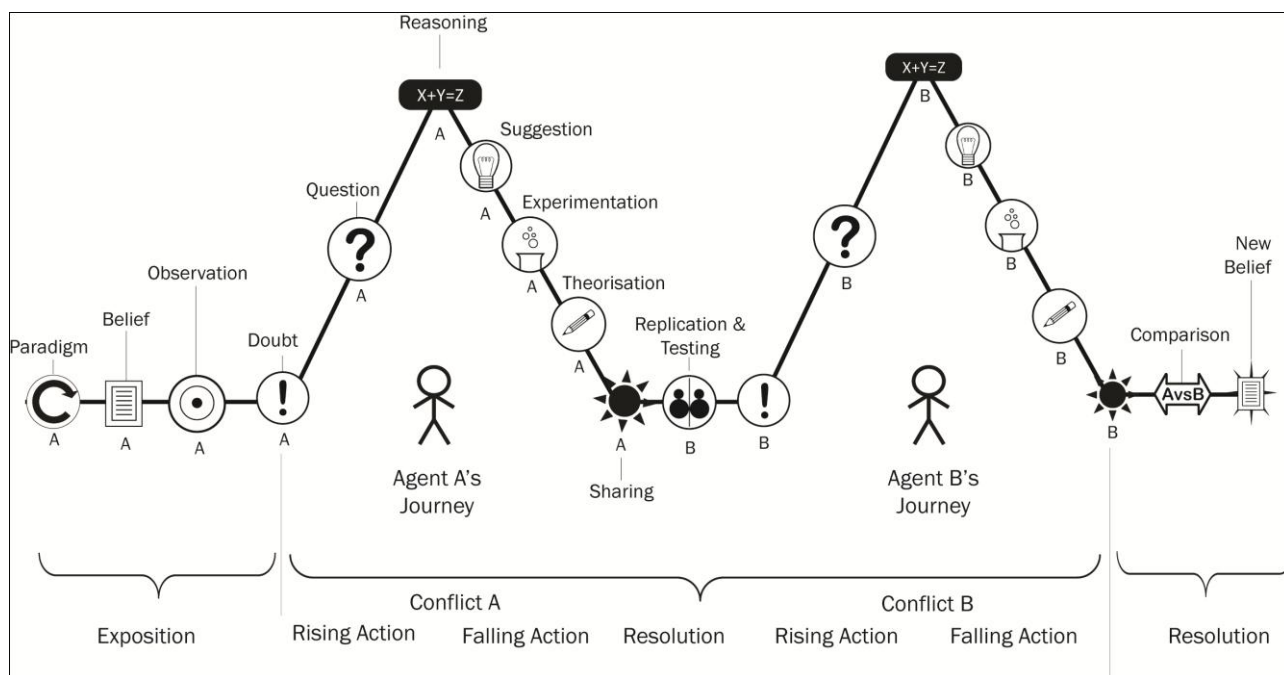 Reasoning
X+Y=Z
A
Suggestion
A
Question
A
Experimentation
A
Observation
A
Theorisation
A
Belief
A
Paradigm
A
Doubt
A
Replication &
Testing
B
A
Sharing
Agent A's
Journey
B
?
B
X+Y=Z
B
B
B
B
New
Belief
Comparison
AvsB
B
Agent B's
Journey
?
!
!
Conflict A
Conflict B
Exposition
Rising Action
Falling Action
Resolution
Rising Action
Falling Action
Resolution